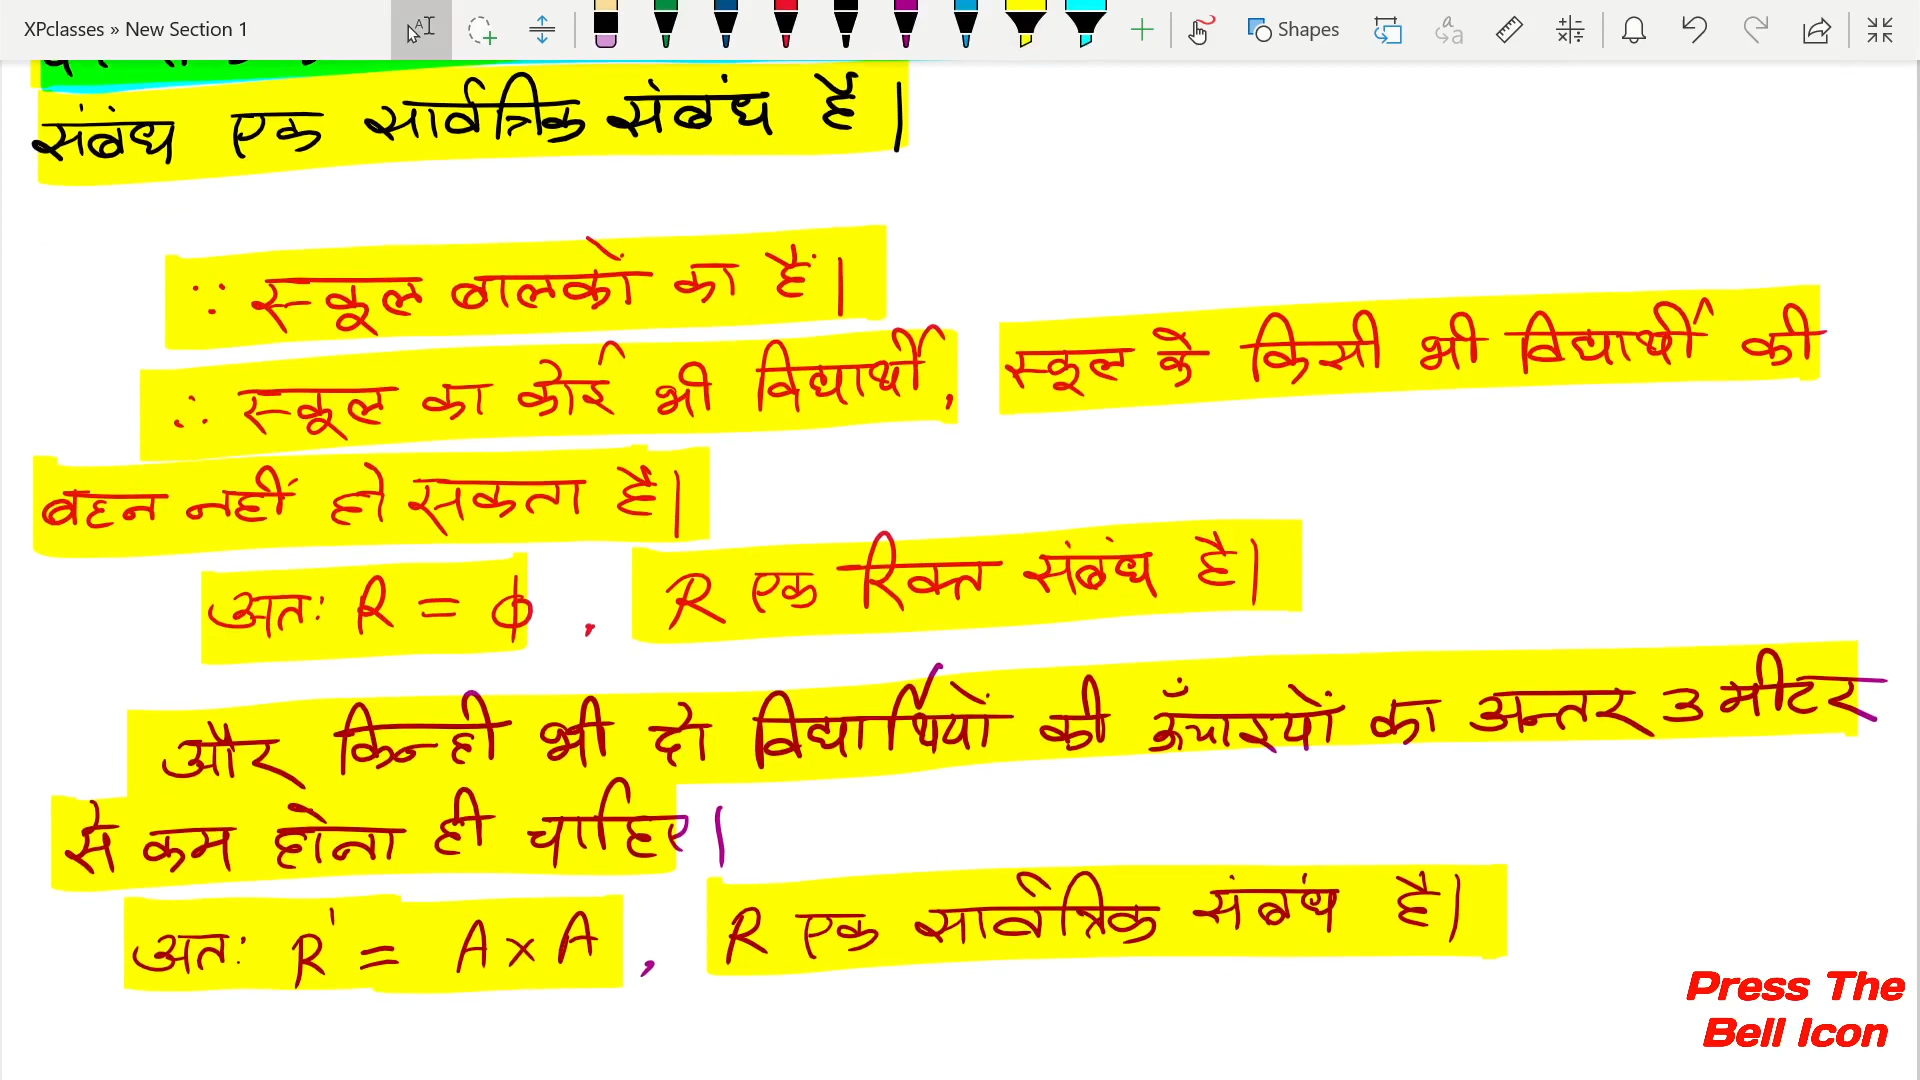 XPclasses » New Section 1
Shapes
संबंध एक सार्वत्रिक संबंध है।
∵ स्कूल बालकों का है।
∴ स्कूल का कोई भी विद्यार्थी, स्कूल के किसी भी विद्यार्थी की
बहन नहीं हो सकता है।
अतः R = ϕ , R एक रिक्त संबंध है।
और किन्ही भी दो विद्यार्थियों की ऊँचाइयों का अन्तर 3 मीटर
से कम होना ही चाहिए।
अतः R' = A × A , R एक सार्वत्रिक संबंध है।
Press The
Bell Icon